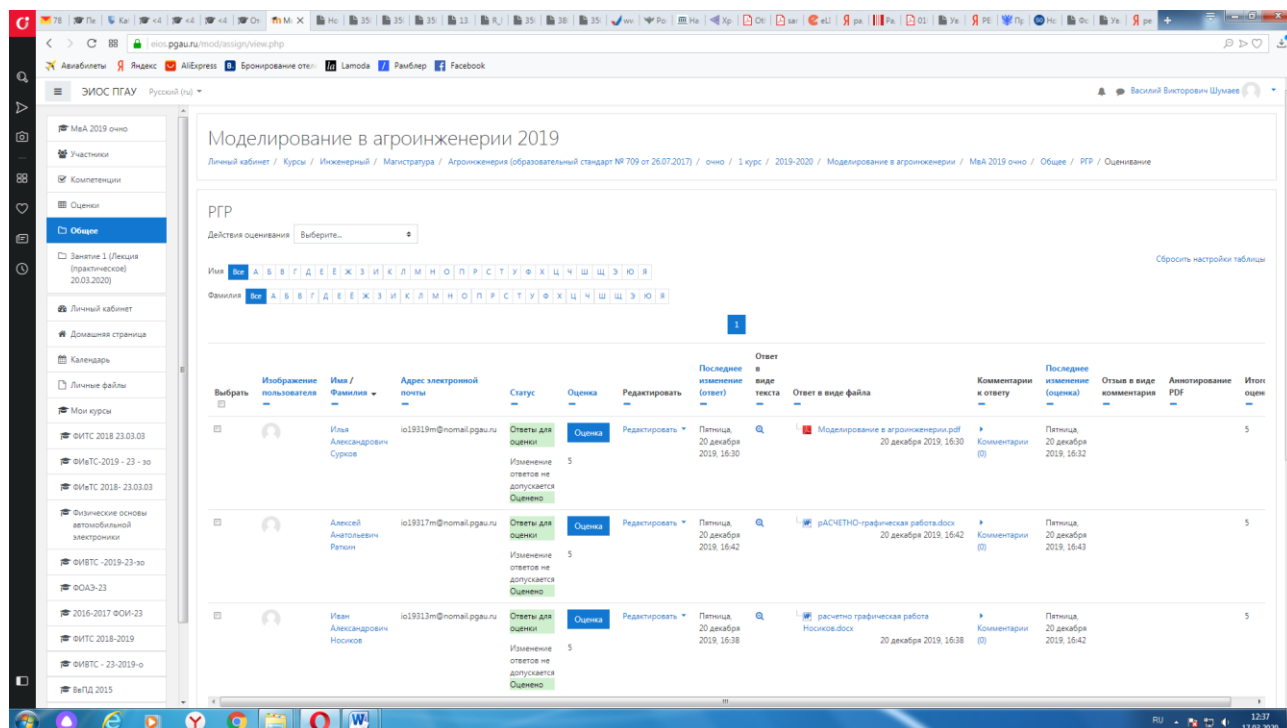 eios.pgau.ru/mod/assign/view.php
Авиабилеты Яндекс AliExpress Бронирование отел Lamoda Рамблер Facebook
ЭИОС ПГАУ Русский (ru)
Василий Викторович Шумаев
МвА 2019 очно
Участники
Компетенции
Оценки
Общее
Занятие 1 (Лекция
(практическое)
20.03.2020)
Личный кабинет
Домашняя страница
Календарь
Личные файлы
Мои курсы
ФИТС 2018 23.03.03
ФИвТС-2019 - 23 - зо
ФИвТС 2018- 23.03.03
Физические основы
автомобильной
электроники
ФИВТС -2019-23-зо
ФОАЭ-23
2016-2017 ФОИ-23
ФИТС 2018-2019
ФИВТС - 23-2019-о
ВвПД 2015
Моделирование в агроинженерии 2019
Личный кабинет / Курсы / Инженерный / Магистратура / Агроинженерия (образовательный стандарт № 709 от 26.07.2017) / очно / 1 курс / 2019-2020 / Моделирование в агроинженерии / МвА 2019 очно / Общее / РГР / Оценивание
РГР
Действия оценивания Выберите...
Сбросить настройки таблицы
Имя Все А Б В Г Д Е Ё Ж З И К Л М Н О П Р С Т У Ф Х Ц Ч Ш Щ Э Ю Я
Фамилия Все А Б В Г Д Е Ё Ж З И К Л М Н О П Р С Т У Ф Х Ц Ч Ш Щ Э Ю Я
1
Выбрать
Изображение
пользователя
Имя /
Фамилия
Адрес электронной
почты
Статус
Оценка
Редактировать
Последнее
изменение
(ответ)
Ответ
в
виде
текста
Ответ в виде файла
Комментарии
к ответу
Последнее
изменение
(оценка)
Отзыв в виде
комментария
Аннотирование
PDF
Итого
оцен
Илья
Александрович
Сурков
io19319m@nomail.pgau.ru
Ответы для
оценки
Изменение
ответов не
допускается
Оценено
Оценка
5
Редактировать
Пятница,
20 декабря
2019, 16:30
Моделирование в агроинженерии.pdf
20 декабря 2019, 16:30
Комментарии
(0)
Пятница,
20 декабря
2019, 16:32
5
Алексей
Анатольевич
Раткин
io19317m@nomail.pgau.ru
Ответы для
оценки
Изменение
ответов не
допускается
Оценено
Оценка
5
Редактировать
Пятница,
20 декабря
2019, 16:42
рАСЧЕТНО-графическая работа.docx
20 декабря 2019, 16:42
Комментарии
(0)
Пятница,
20 декабря
2019, 16:43
5
Иван
Александрович
Носиков
io19313m@nomail.pgau.ru
Ответы для
оценки
Изменение
ответов не
допускается
Оценено
Оценка
5
Редактировать
Пятница,
20 декабря
2019, 16:38
расчетно графическая работа
Носиков.docx
20 декабря 2019, 16:38
Комментарии
(0)
Пятница,
20 декабря
2019, 16:42
5
RU
12:37
17.03.2020